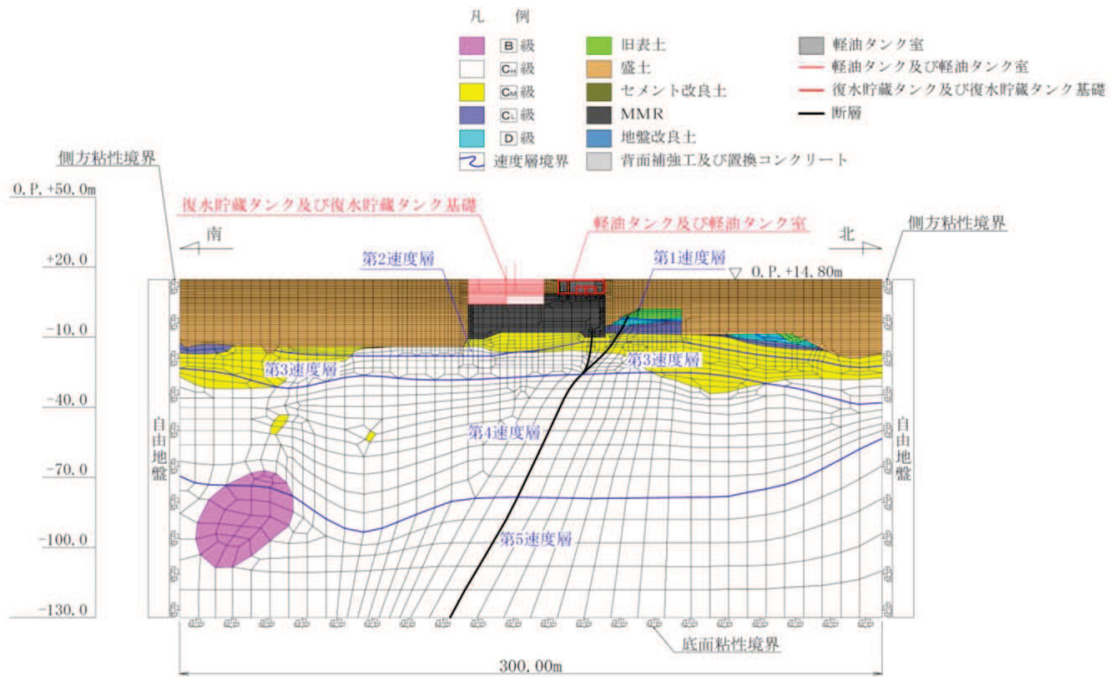 凡 例
B 級
CH 級
CM 級
CL 級
D 級
速度層境界
旧表土
盛土
セメント改良土
MMR
地盤改良土
背面補強工及び置換コンクリート
軽油タンク室
軽油タンク及び軽油タンク室
復水貯蔵タンク及び復水貯蔵タンク基礎
断層
側方粘性境界
O.P.+50.0m
復水貯蔵タンク及び復水貯蔵タンク基礎
軽油タンク及び軽油タンク室
側方粘性境界
南
北
+20.0
第2速度層
第1速度層
O.P.+14.80m
-10.0
第3速度層
第3速度層
-40.0
自由地盤
第4速度層
自由地盤
-70.0
-100.0
第5速度層
-130.0
底面粘性境界
300.00m